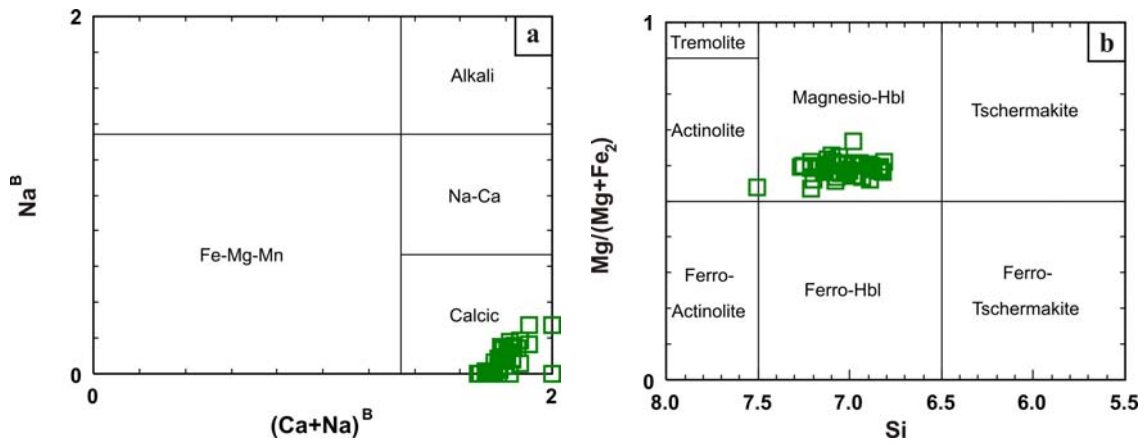 2
a
Alkali
Na-Ca
Fe-Mg-Mn
Calcic
Na^B
0
0
2
(Ca+Na)^B
1
b
Tremolite
Magnesio-Hbl
Tschermakite
Actinolite
Ferro-
Actinolite
Ferro-Hbl
Ferro-
Tschermakite
Mg/(Mg+Fe₂)
0
8.0
7.5
7.0
6.5
6.0
5.5
Si